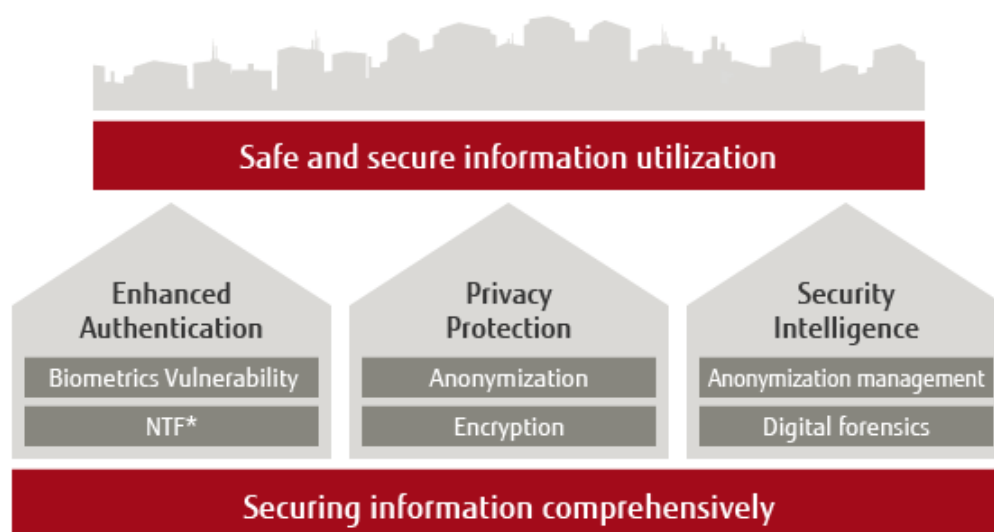 Safe and secure information utilization
Enhanced
Authentication
Biometrics Vulnerability
NTF*
Privacy
Protection
Anonymization
Encryption
Security
Intelligence
Anonymization management
Digital forensics
Securing information comprehensively